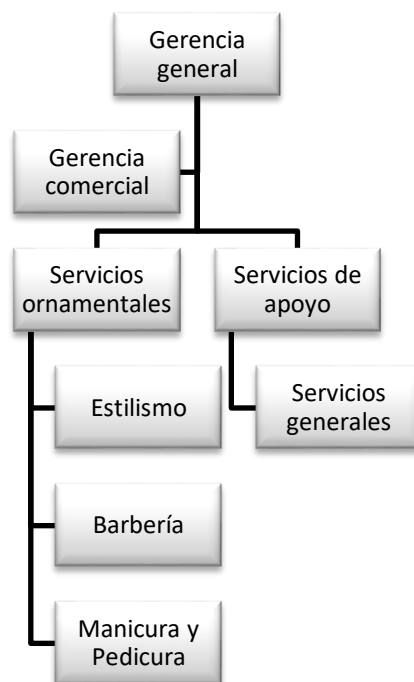 Gerencia
general
Gerencia
comercial
Servicios
ornamentales
Servicios de
apoyo
Estilismo
Servicios
generales
Barbería
Manicura y
Pedicura